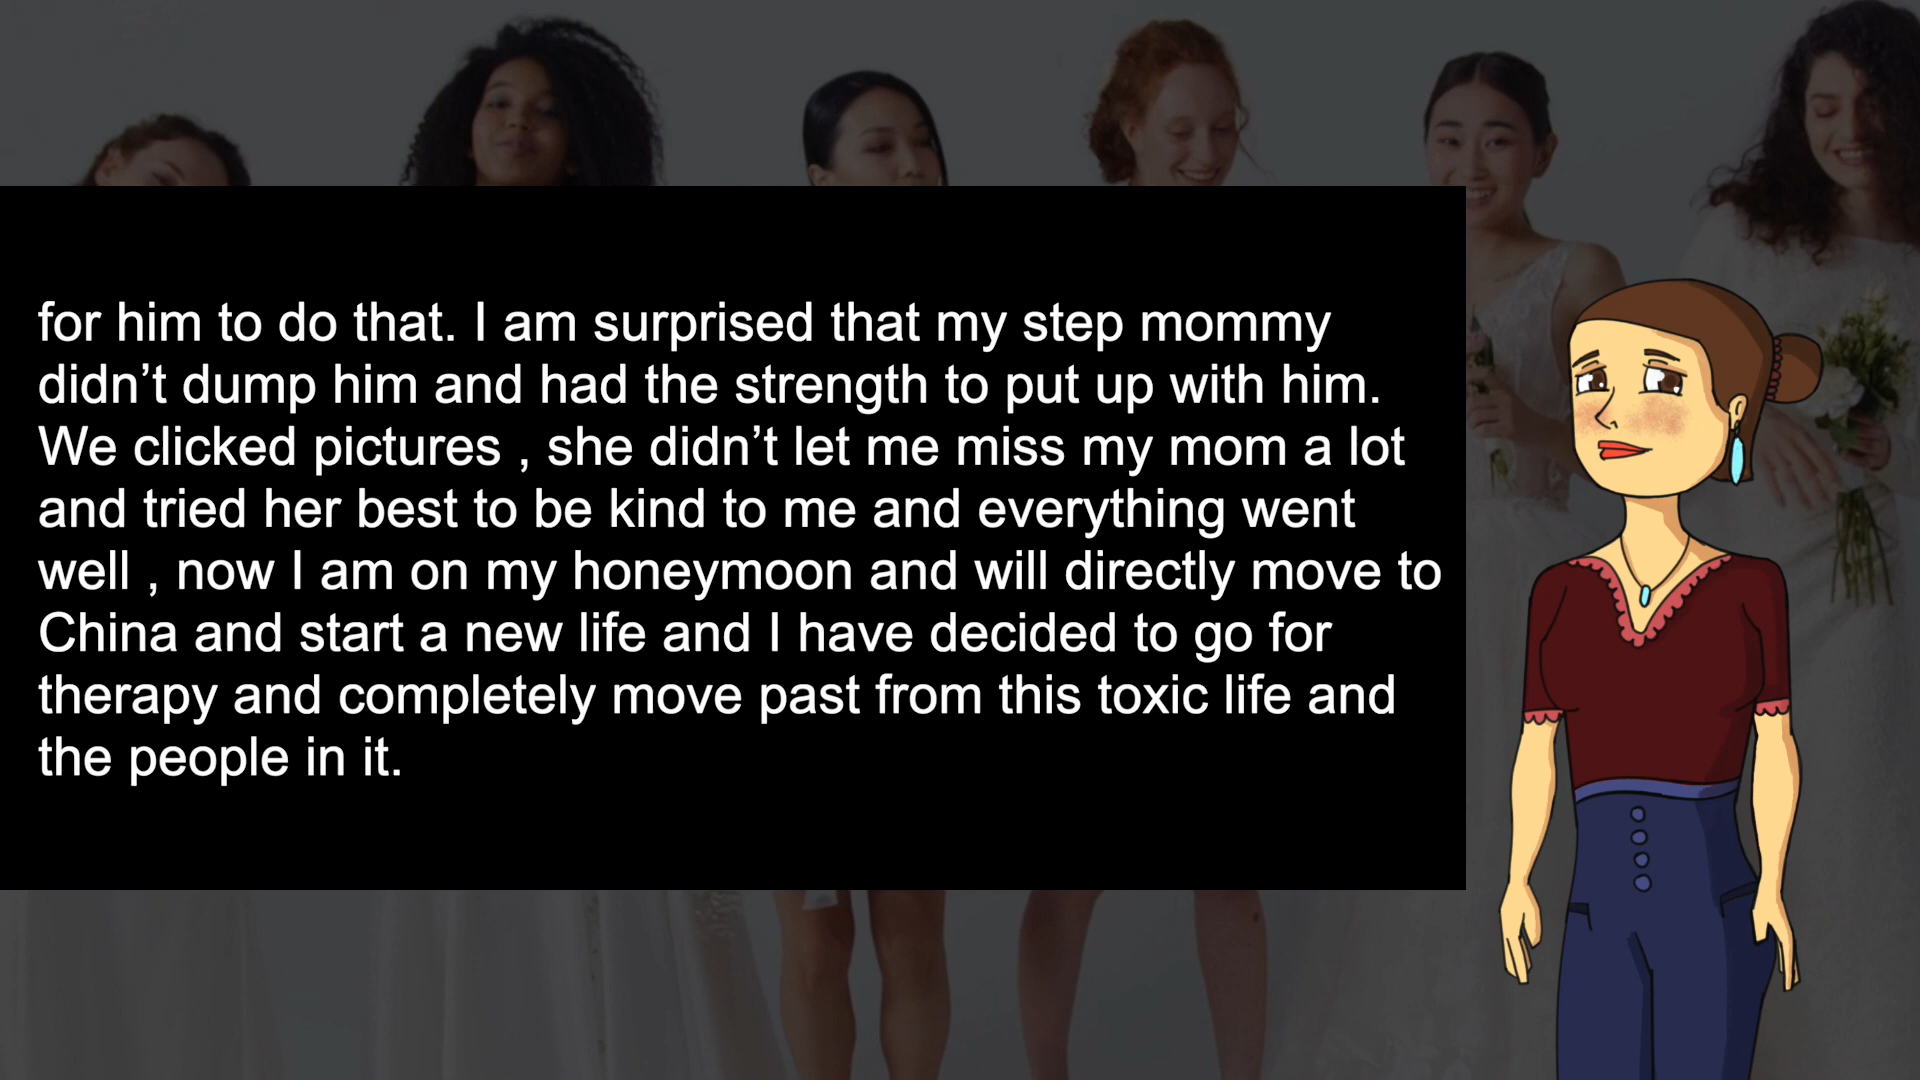 for him to do that. I am surprised that my step mommy
didn’t dump him and had the strength to put up with him.
We clicked pictures , she didn’t let me miss my mom a lot
and tried her best to be kind to me and everything went
well , now I am on my honeymoon and will directly move to
China and start a new life and I have decided to go for
therapy and completely move past from this toxic life and
the people in it.